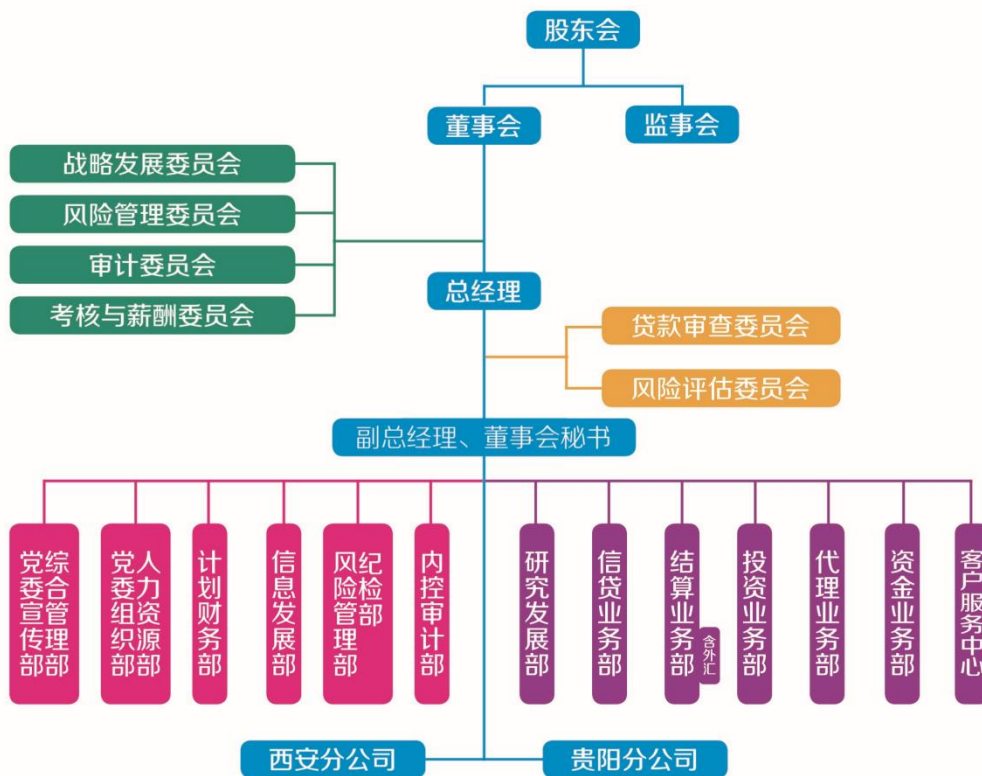 股东会
董事会
监事会
战略发展委员会
风险管理委员会
审计委员会
考核与薪酬委员会
总经理
贷款审查委员会
风险评估委员会
副总经理、董事会秘书
综合管理部
党委宣传部
人力资源部
党委组织部
计划财务部
信息发展部
纪检部
风险管理部
内控审计部
研究发展部
信贷业务部
结算业务部
含外汇
投资业务部
代理业务部
资金业务部
客户服务中心
西安分公司
贵阳分公司